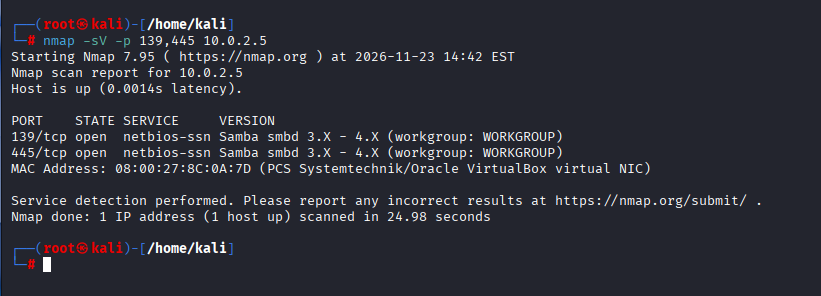 ┌──(root㉿kali)-[/home/kali]
└─# nmap -sV -p 139,445 10.0.2.5
Starting Nmap 7.95 ( https://nmap.org ) at 2026-11-23 14:42 EST
Nmap scan report for 10.0.2.5
Host is up (0.0014s latency).

PORT    STATE SERVICE     VERSION
139/tcp open  netbios-ssn Samba smbd 3.X - 4.X (workgroup: WORKGROUP)
445/tcp open  netbios-ssn Samba smbd 3.X - 4.X (workgroup: WORKGROUP)
MAC Address: 08:00:27:8C:0A:7D (PCS Systemtechnik/Oracle VirtualBox virtual NIC)

Service detection performed. Please report any incorrect results at https://nmap.org/submit/ .
Nmap done: 1 IP address (1 host up) scanned in 24.98 seconds

┌──(root㉿kali)-[/home/kali]
└─#